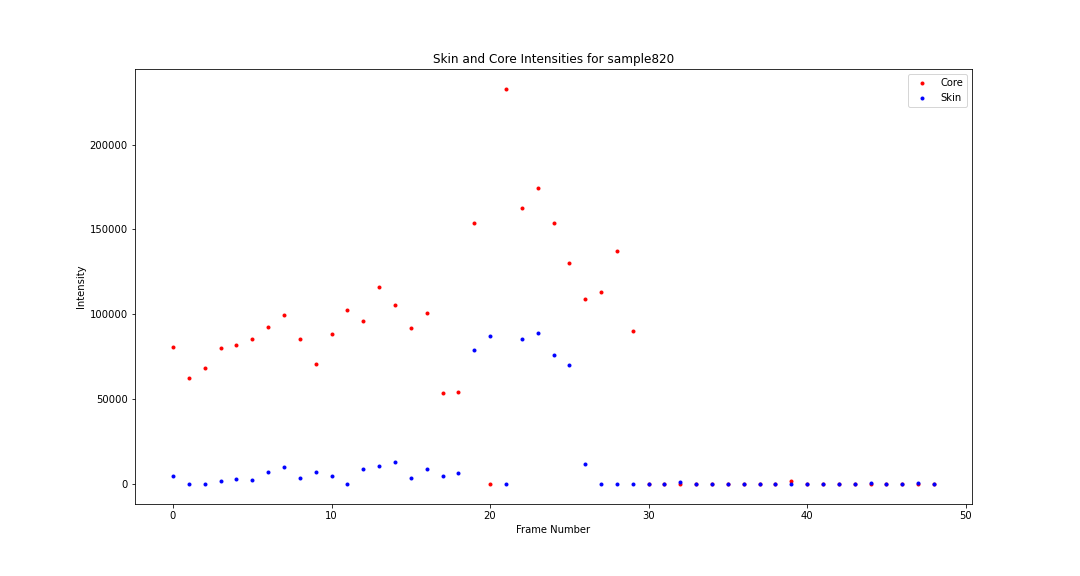 Skin and Core Intensities for sample820
Core
Skin
200000
150000
100000
50000
0
Intensity
0 10 20 30 40 50
Frame Number